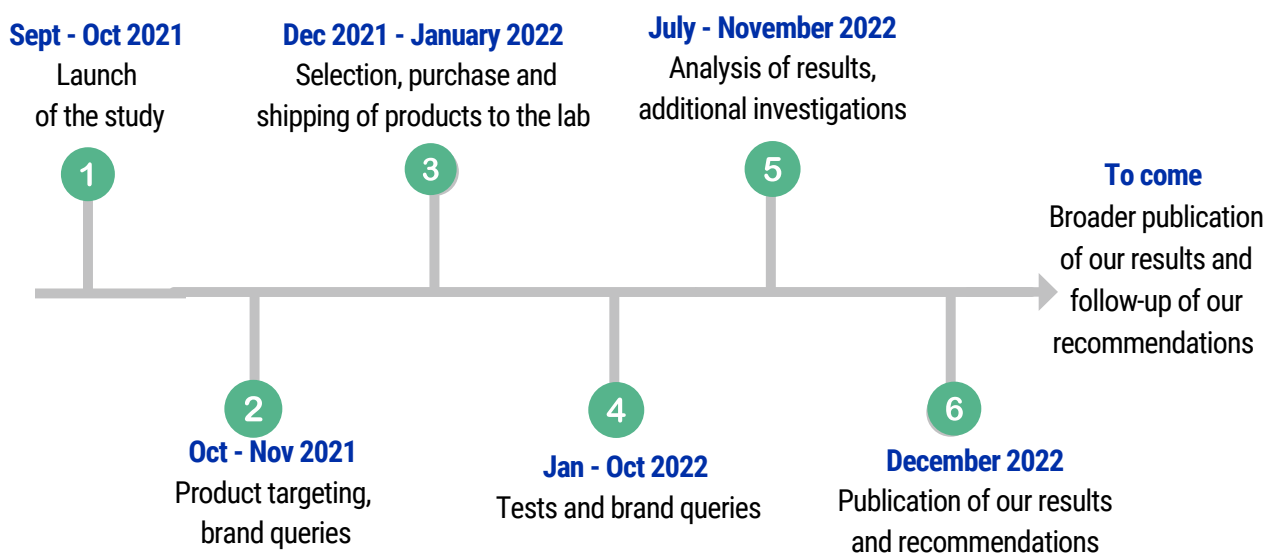 Sept - Oct 2021
Launch
of the study
1
Dec 2021 - January 2022
Selection, purchase and
shipping of products to the lab
3
July - November 2022
Analysis of results,
additional investigations
5
To come
Broader publication
of our results and
follow-up of our
recommendations
2
Oct - Nov 2021
Product targeting,
brand queries
4
Jan - Oct 2022
Tests and brand queries
6
December 2022
Publication of our results
and recommendations